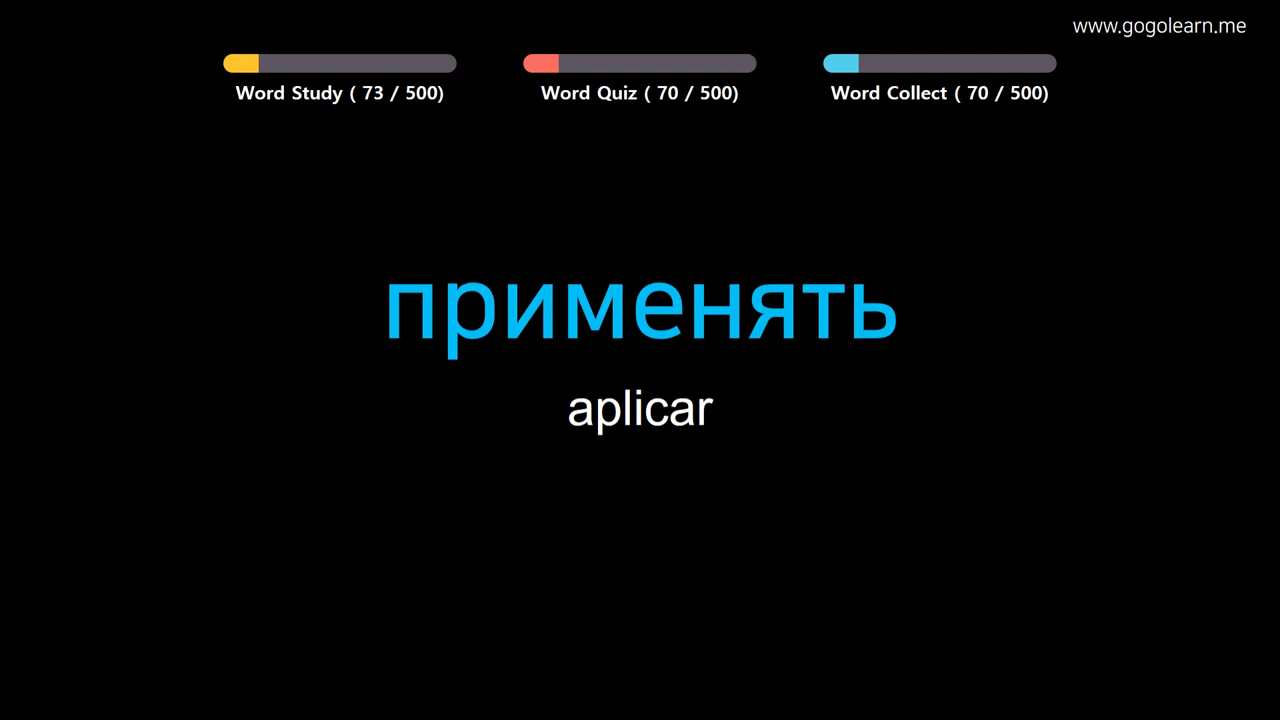 www.gogolearn.me
Word Study ( 73 / 500)
Word Quiz ( 70 / 500)
Word Collect ( 70 / 500)
применять
aplicar